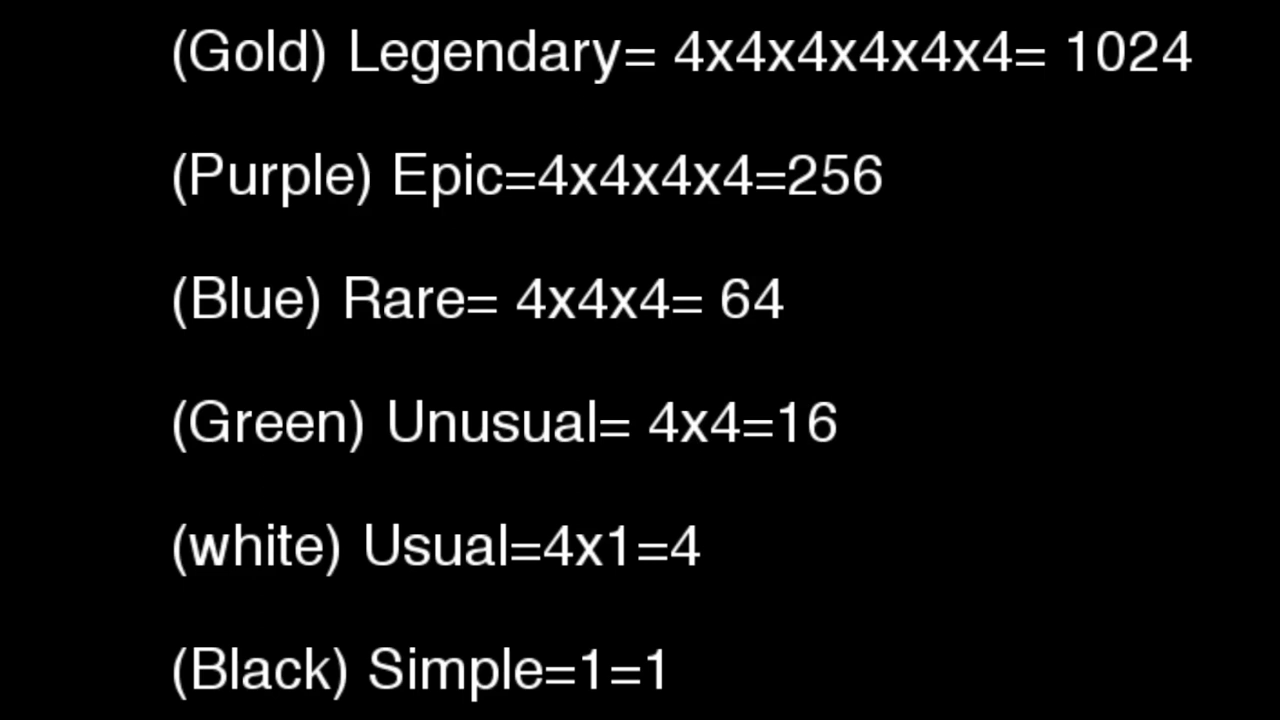 (Gold) Legendary= 4x4x4x4x4x4= 1024
(Purple) Epic=4x4x4x4=256
(Blue) Rare= 4x4x4= 64
(Green) Unusual= 4x4=16
(white) Usual=4x1=4
(Black) Simple=1=1